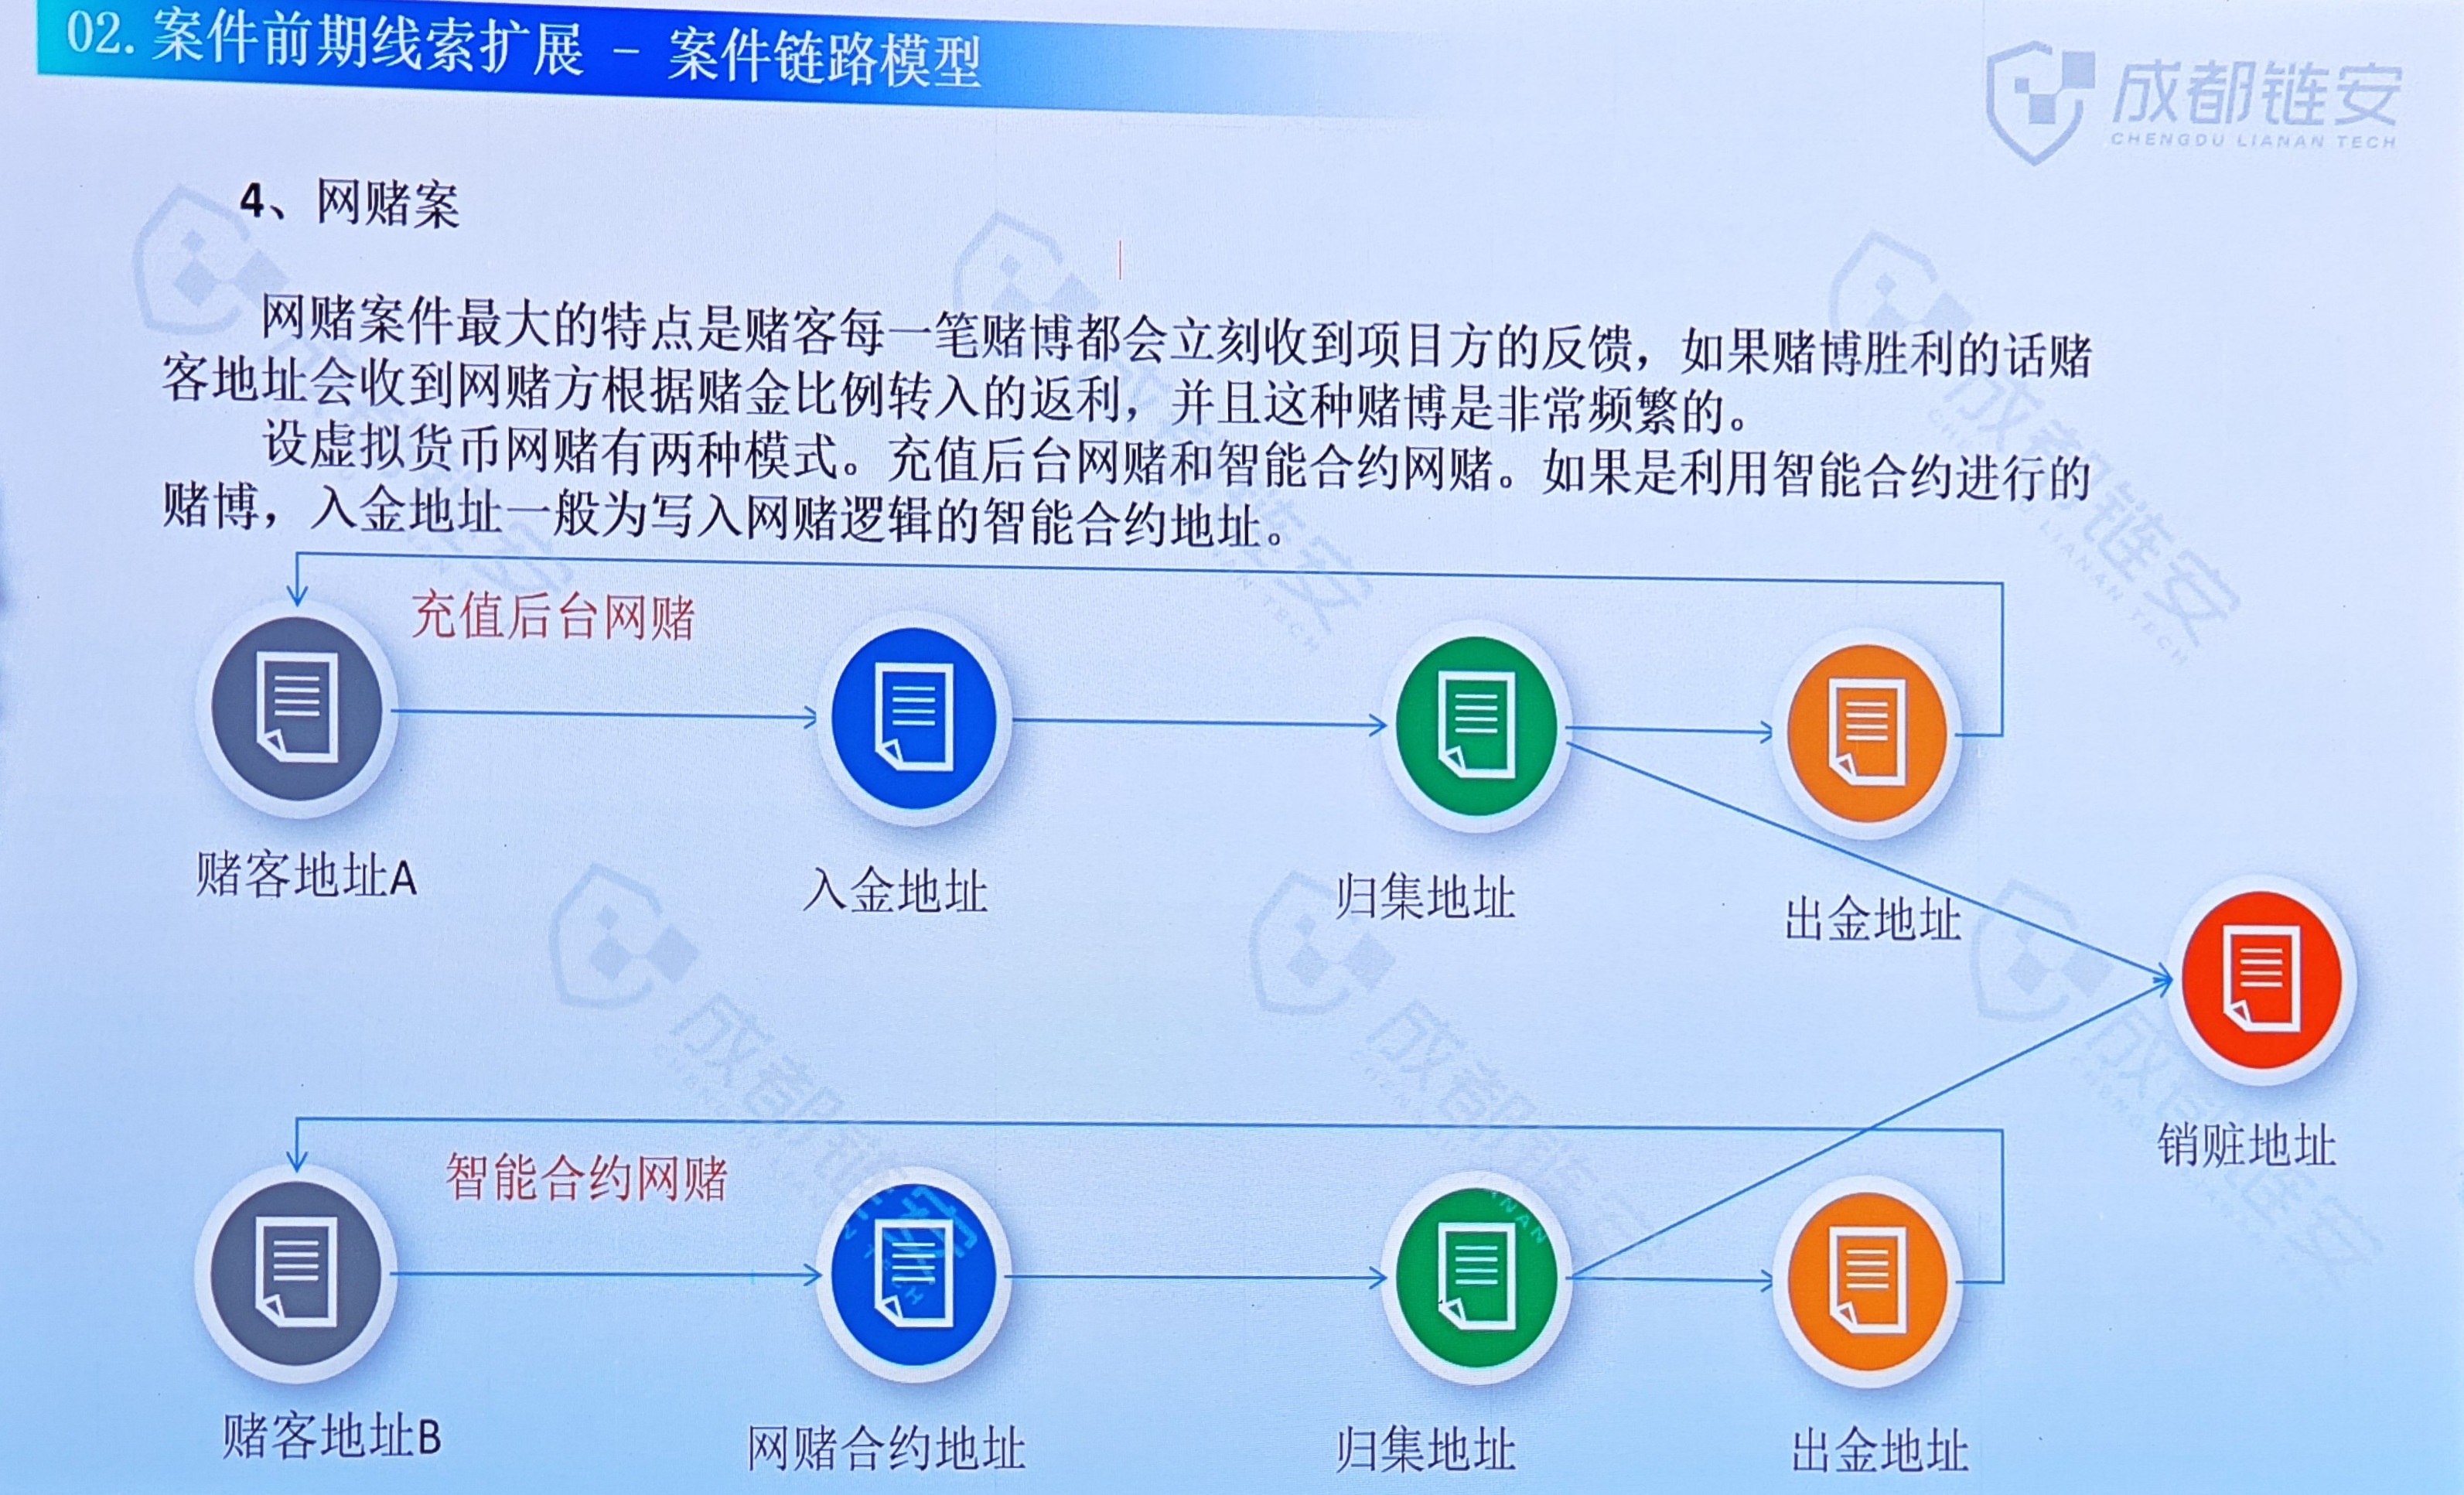 02.案件前期线索扩展 - 案件链路模型
成都链安
CHENGDU LIANAN TECH
4、网赌案
网赌案件最大的特点是赌客每一笔赌博都会立刻收到项目方的反馈，如果赌博胜利的话赌
客地址会收到网赌方根据赌金比例转入的返利，并且这种赌博是非常频繁的。
设虚拟货币网赌有两种模式。充值后台网赌和智能合约网赌。如果是利用智能合约进行的
赌博，入金地址一般为写入网赌逻辑的智能合约地址。
充值后台网赌
赌客地址A
入金地址
归集地址
出金地址
销赃地址
智能合约网赌
赌客地址B
网赌合约地址
归集地址
出金地址